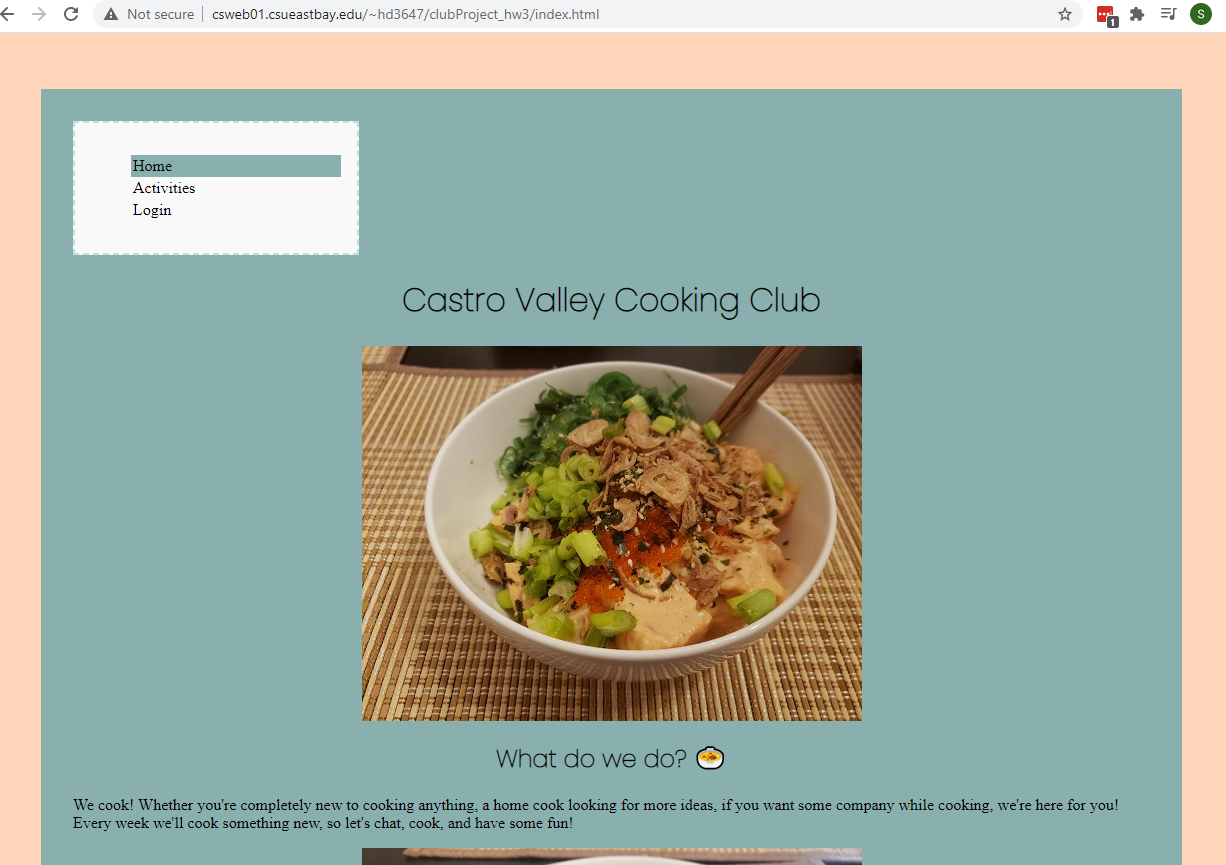 Not secure | csweb01.csueastbay.edu/~hd3647/clubProject_hw3/index.html
1
S
Home
Activities
Login
Castro Valley Cooking Club
What do we do? 🍲
We cook! Whether you're completely new to cooking anything, a home cook looking for more ideas, if you want some company while cooking, we're here for you!
Every week we'll cook something new, so let's chat, cook, and have some fun!